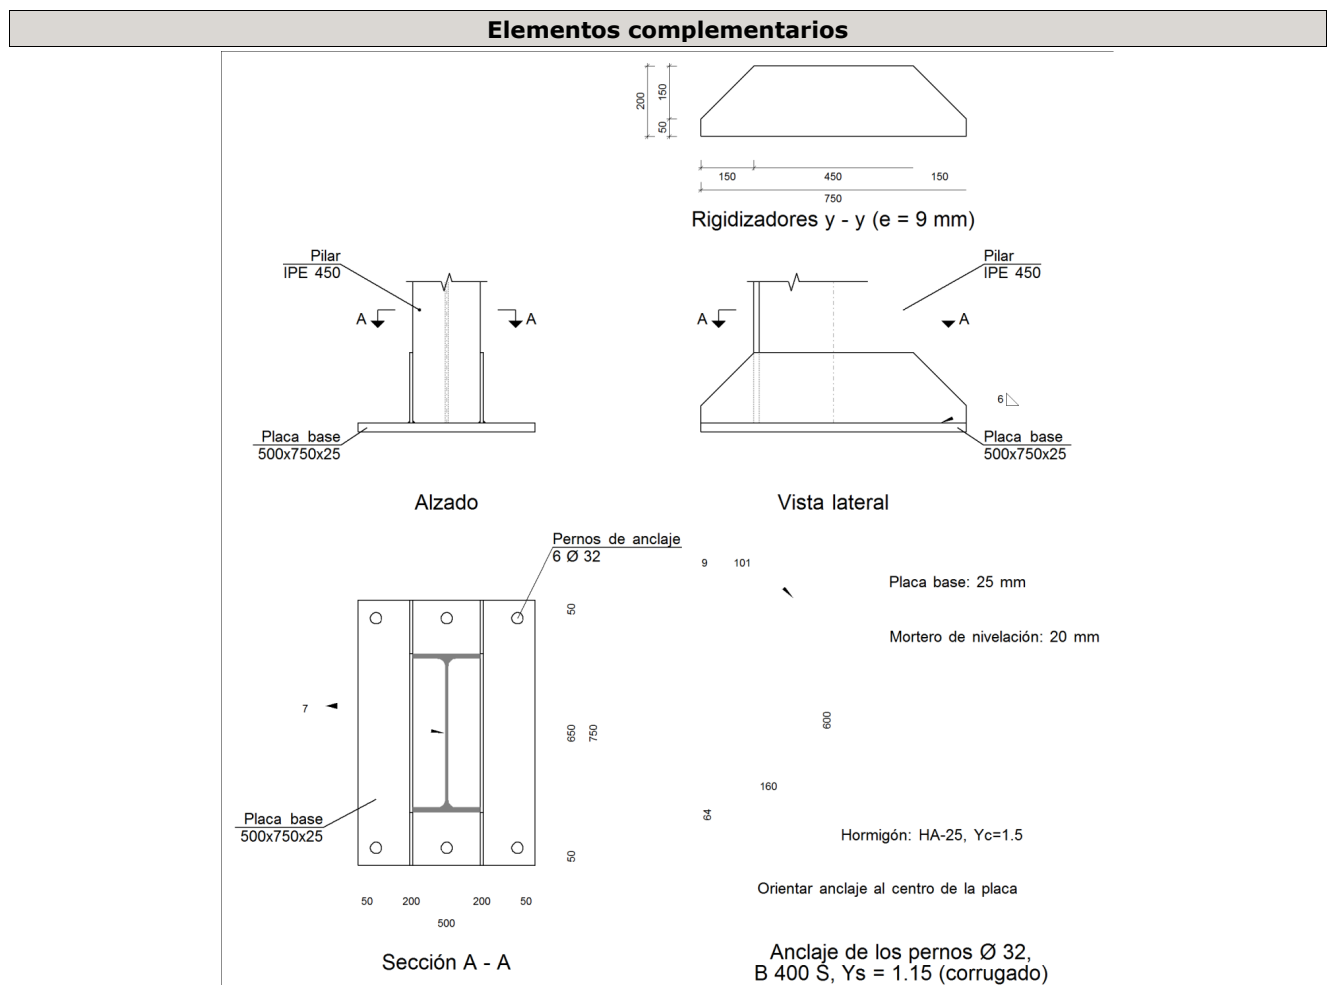 Elementos complementarios
200
150
50
150 450 150
750
Rigidizadores y - y (e = 9 mm)
Pilar
IPE 450
A A
Placa base
500x750x25
Alzado
Pilar
IPE 450
A A
6
Placa base
500x750x25
Vista lateral
Pernos de anclaje
6 Ø 32
50
650
750
50
7
Placa base
500x750x25
50 200 200 50
500
Sección A - A
9 101
Placa base: 25 mm
Mortero de nivelación: 20 mm
600
160
64
Hormigón: HA-25, Yc=1.5
Orientar anclaje al centro de la placa
Anclaje de los pernos Ø 32,
B 400 S, Ys = 1.15 (corrugado)